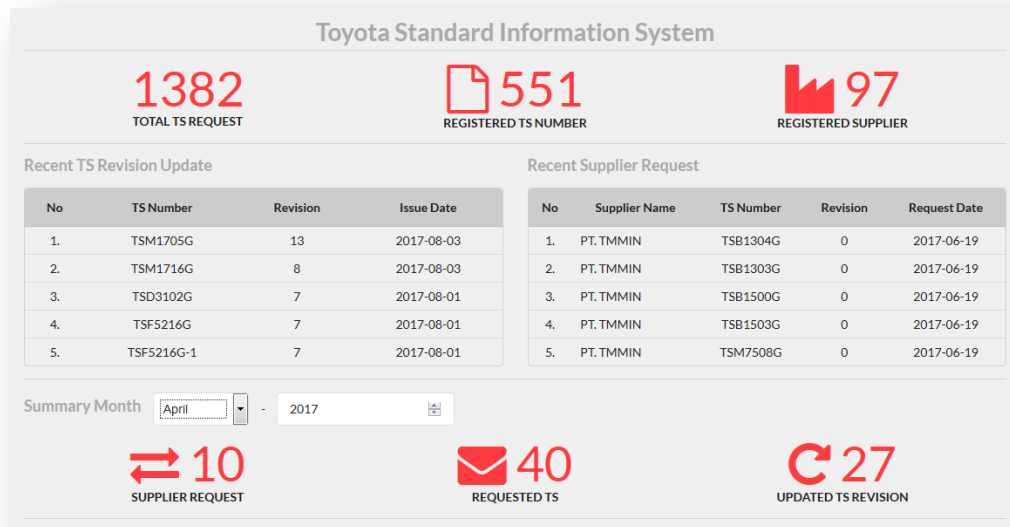 Toyota Standard Information System
1382
TOTAL TS REQUEST
551
REGISTERED TS NUMBER
97
REGISTERED SUPPLIER
Recent TS Revision Update
No TS Number Revision Issue Date
1. TSM1705G 13 2017-08-03
2. TSM1716G 8 2017-08-03
3. TSD3102G 7 2017-08-01
4. TSF5216G 7 2017-08-01
5. TSF5216G-1 7 2017-08-01
Recent Supplier Request
No Supplier Name TS Number Revision Request Date
1. PT. TMMIN TSB1304G 0 2017-06-19
2. PT. TMMIN TSB1303G 0 2017-06-19
3. PT. TMMIN TSB1500G 0 2017-06-19
4. PT. TMMIN TSB1503G 0 2017-06-19
5. PT. TMMIN TSM7508G 0 2017-06-19
Summary Month April - 2017
10
SUPPLIER REQUEST
40
REQUESTED TS
27
UPDATED TS REVISION